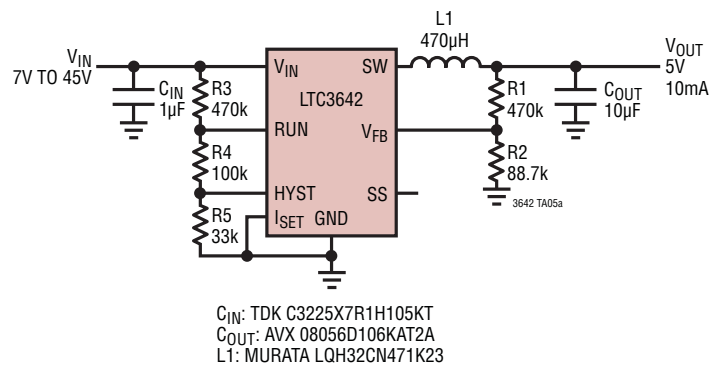 L1
470µH
VIN
7V TO 45V
CIN
1µF
R3
470k
R4
100k
R5
33k
VIN
SW
LTC3642
RUN
VFB
HYST
SS
ISET
GND
R1
470k
R2
88.7k
COUT
10µF
VOUT
5V
10mA
3642 TA05a
CIN: TDK C3225X7R1H105KT
COUT: AVX 08056D106KAT2A
L1: MURATA LQH32CN471K23